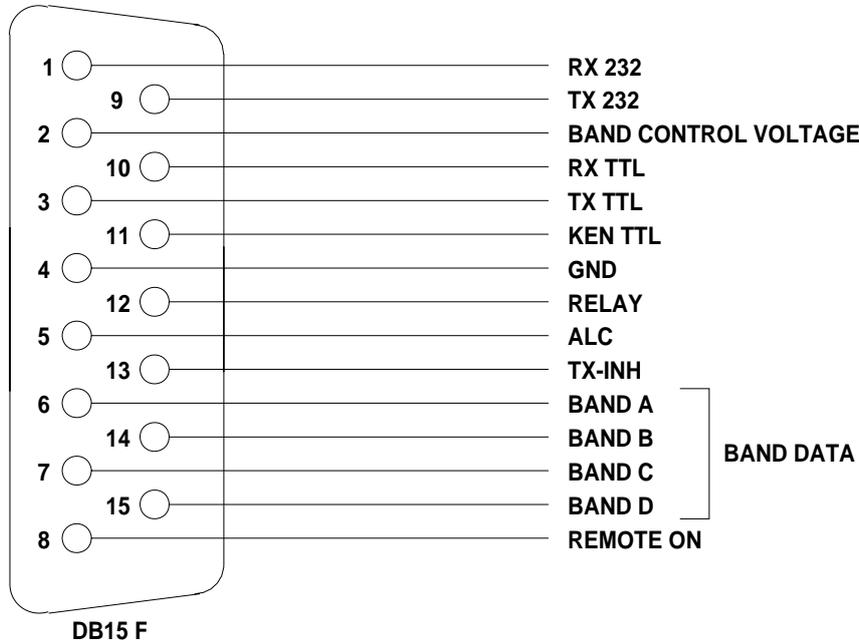 1 RX 232
9 TX 232
2 BAND CONTROL VOLTAGE
10 RX TTL
3 TX TTL
11 KEN TTL
4 GND
12 RELAY
5 ALC
13 TX-INH
6 BAND A
14 BAND B
7 BAND C
15 BAND D
BAND DATA
8 REMOTE ON
DB15 F